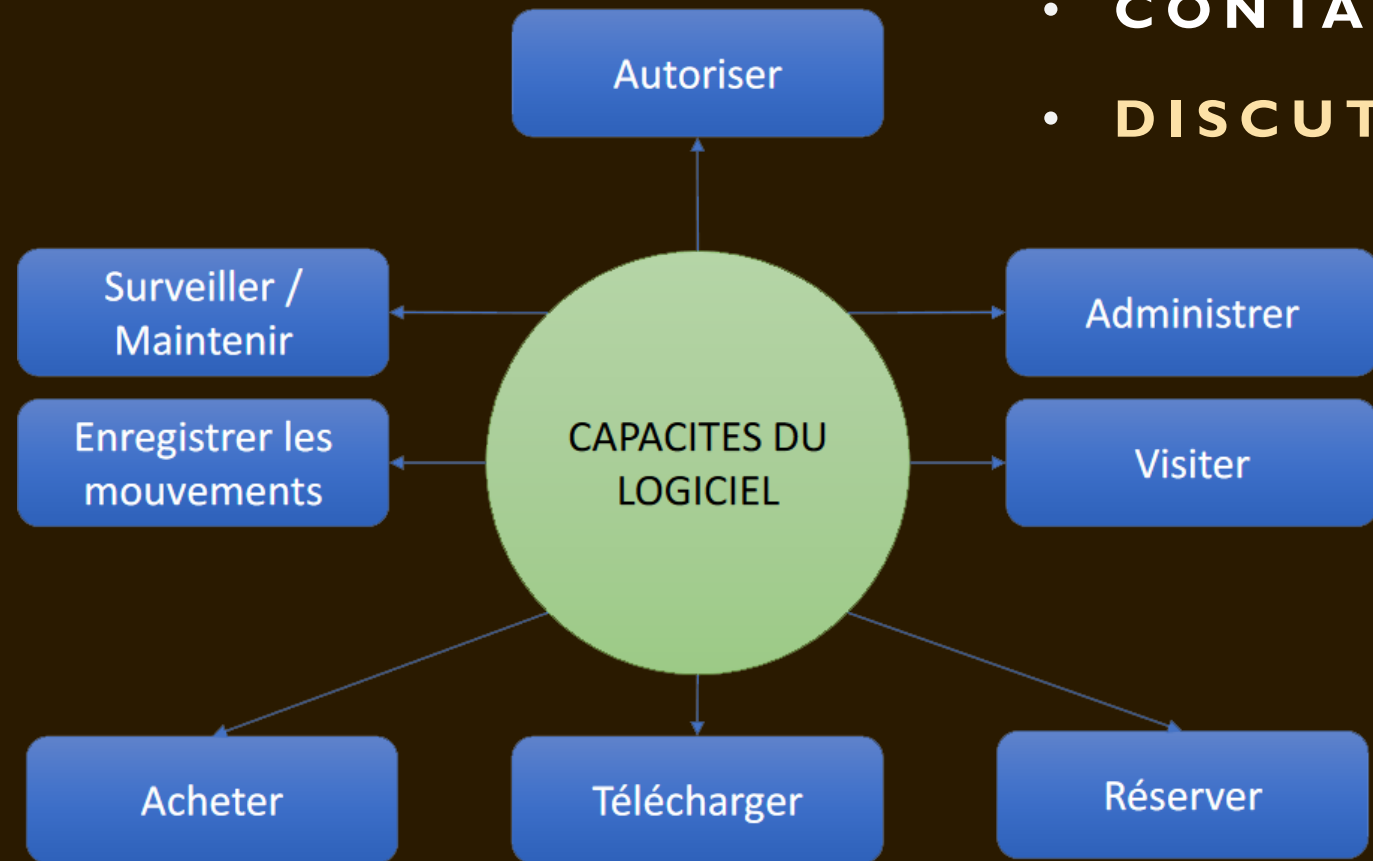 • CONTA
• DISCUT
Autoriser
Surveiller /
Maintenir
Administrer
Enregistrer les
mouvements
CAPACITES DU
LOGICIEL
Visiter
Acheter
Télécharger
Réserver